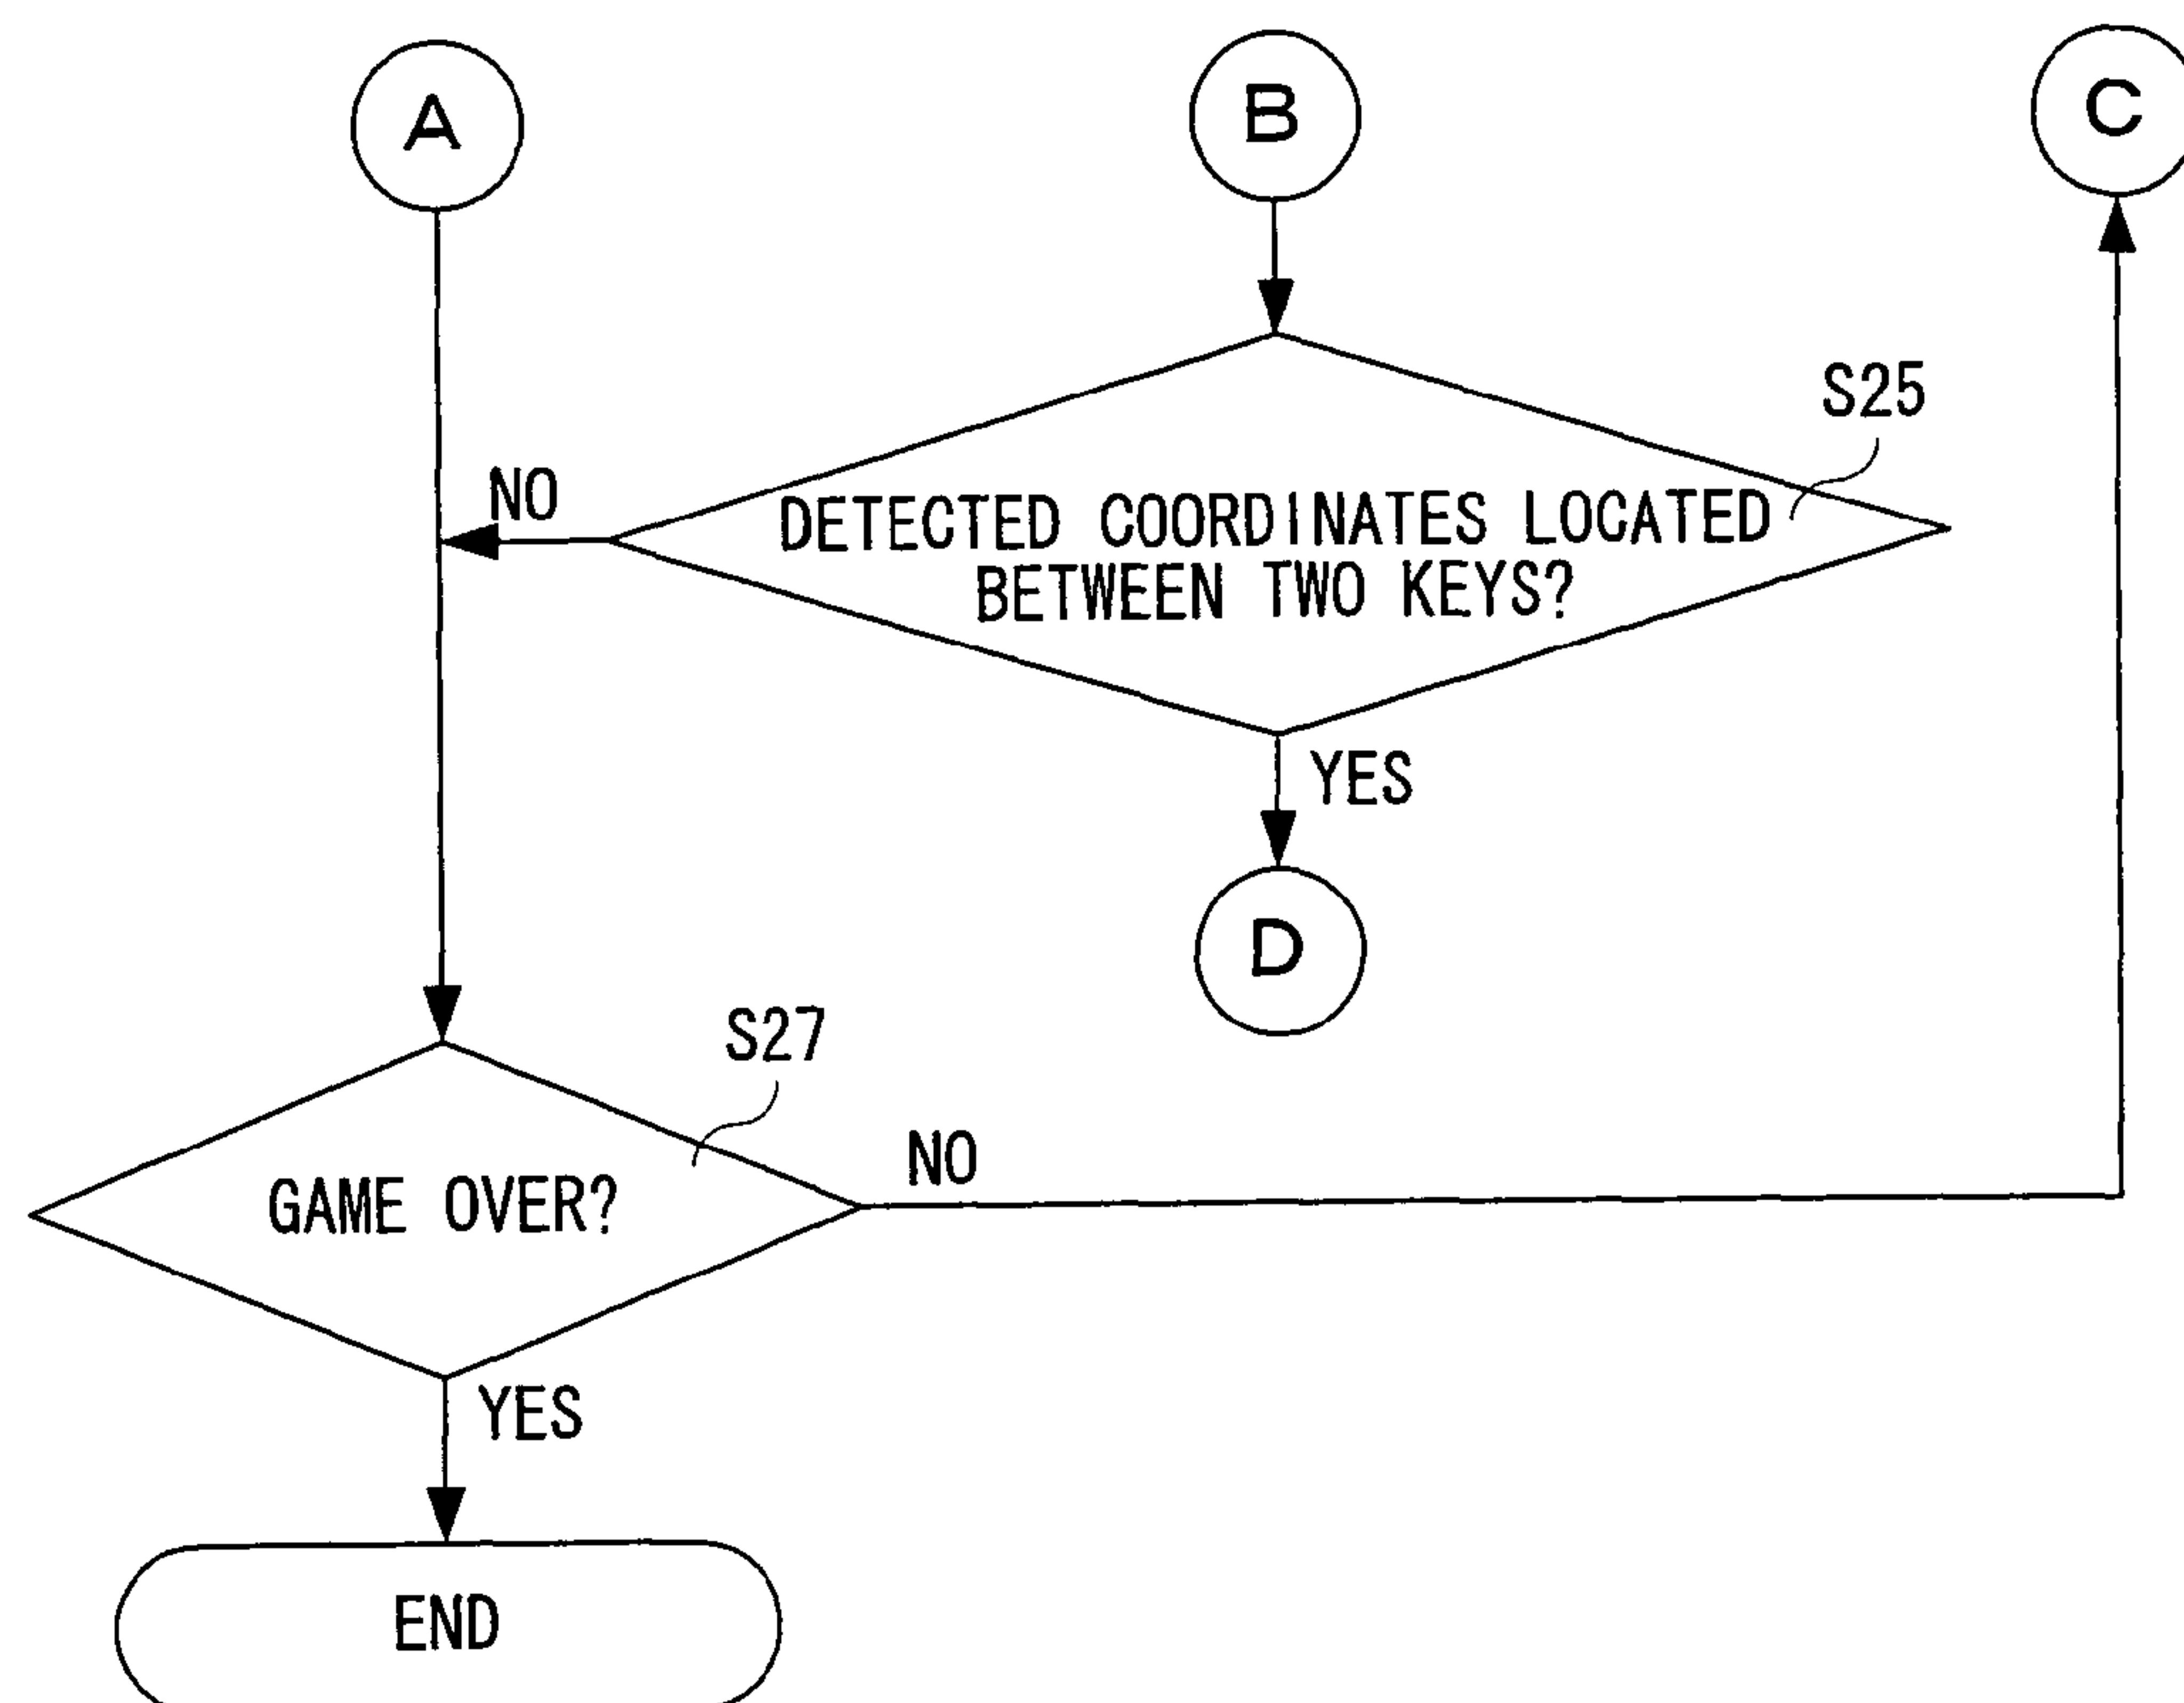 A
B
C
S25
NO
DETECTED COORDINATES LOCATED
BETWEEN TWO KEYS?
YES
D
S27
NO
GAME OVER?
YES
END